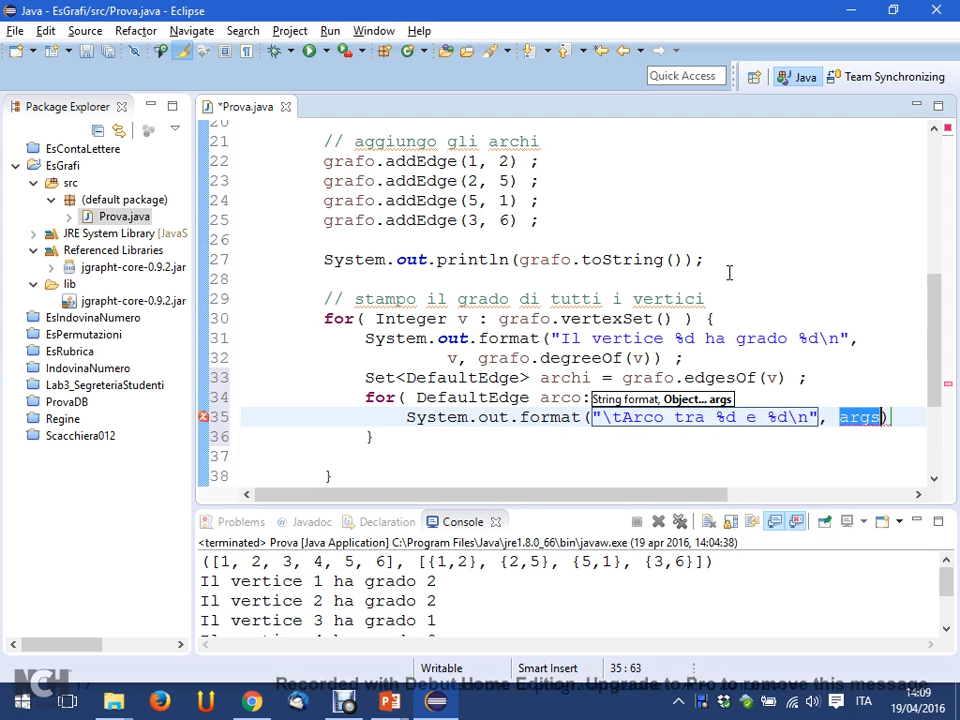 Java - EsGrafi/src/Prova.java - Eclipse
File Edit Source Refactor Navigate Search Project Run Window Help
Quick Access
Java
Team Synchronizing
Package Explorer
*Prova.java
EsContaLettere
EsGrafi
src
(default package)
Prova.java
JRE System Library [JavaS
Referenced Libraries
jgrapht-core-0.9.2.jar
lib
jgrapht-core-0.9.2.jar
EsIndovinaNumero
EsPermutazioni
EsRubrica
IndovinaNumero
Lab3_SegreteriaStudenti
ProvaDB
Regine
Scacchiera012
20
21 // aggiungo gli archi
22 grafo.addEdge(1, 2) ;
23 grafo.addEdge(2, 5) ;
24 grafo.addEdge(5, 1) ;
25 grafo.addEdge(3, 6) ;
26
27 System.out.println(grafo.toString());
28
29 // stampo il grado di tutti i vertici
30 for( Integer v : grafo.vertexSet() ) {
31 System.out.format("Il vertice %d ha grado %d\n",
32 v, grafo.degreeOf(v)) ;
33 Set<DefaultEdge> archi = grafo.edgesOf(v) ;
34 for( DefaultEdge arco:
String format, Object... args
35 System.out.format("\tArco tra %d e %d\n", args)
36 }
37
38 }
Problems Javadoc Declaration Console
<terminated> Prova [Java Application] C:\Program Files\Java\jre1.8.0_66\bin\javaw.exe (19 apr 2016, 14:04:38)
([1, 2, 3, 4, 5, 6], [{1,2}, {2,5}, {5,1}, {3,6}])
Il vertice 1 ha grado 2
Il vertice 2 ha grado 2
Il vertice 3 ha grado 1
Writable
Smart Insert
35 : 63
NCH
Recorded with Debut Home Edition. Upgrade to Pro to remove this message
ITA
14:09
19/04/2016